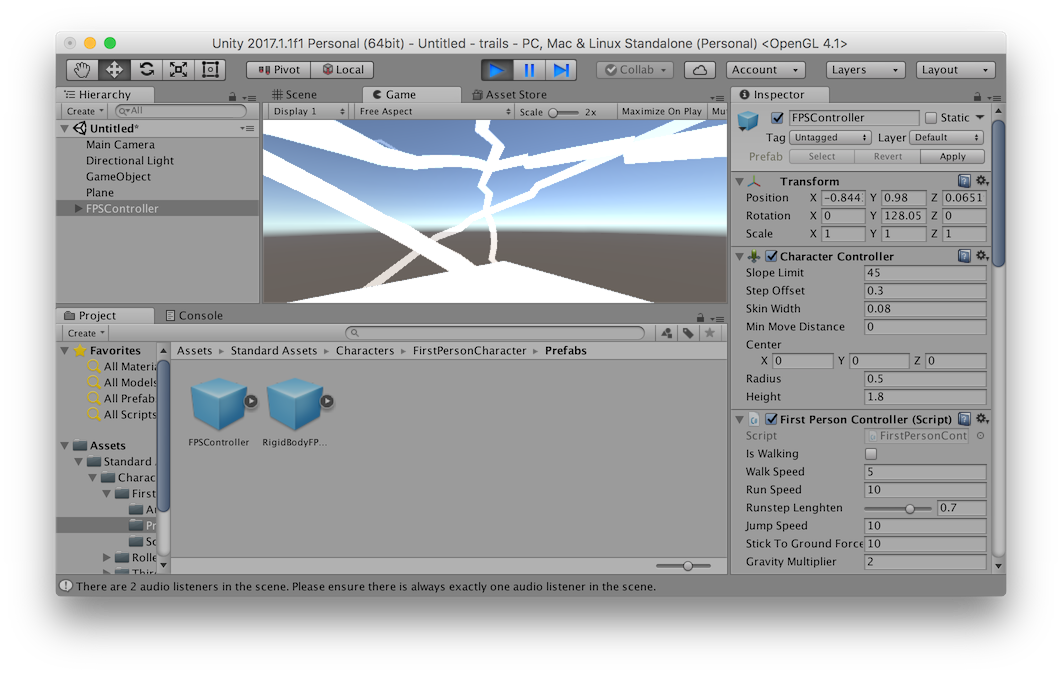 Unity 2017.1.1f1 Personal (64bit) - Untitled - trails - PC, Mac & Linux Standalone (Personal) <OpenGL 4.1>
Pivot Local Collab Account Layers Layout
Hierarchy
Create All
Untitled*
Main Camera
Directional Light
GameObject
Plane
FPSController
Scene Game Asset Store
Display 1 Free Aspect Scale 2x Maximize On Play Mu
Inspector
FPSController Static
Tag Untagged Layer Default
Prefab Select Revert Apply
Transform
Position X -0.844 Y 0.98 Z 0.0651
Rotation X 0 Y 128.05 Z 0
Scale X 1 Y 1 Z 1
Character Controller
Slope Limit 45
Step Offset 0.3
Skin Width 0.08
Min Move Distance 0
Center
X 0 Y 0 Z 0
Radius 0.5
Height 1.8
First Person Controller (Script)
Script FirstPersonCont
Is Walking
Walk Speed 5
Run Speed 10
Runstep Lenghten 0.7
Jump Speed 10
Stick To Ground Force 10
Gravity Multiplier 2
Project Console
Create
Favorites
All Materia
All Models
All Prefab
All Scripts
Assets
Standard
Charac
First
Pr
Sc
Rolle
Assets Standard Assets Characters FirstPersonCharacter Prefabs
FPSController RigidBodyFP...
There are 2 audio listeners in the scene. Please ensure there is always exactly one audio listener in the scene.